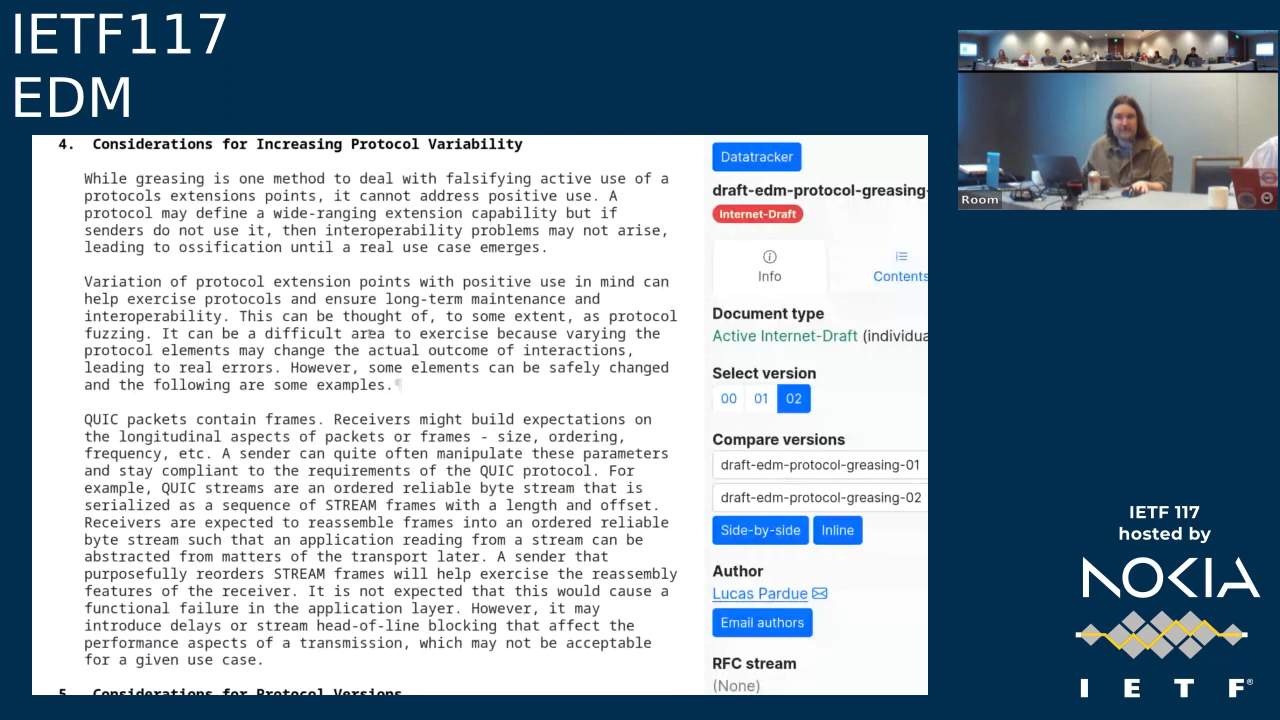 IETF117
EDM
4. Considerations for Increasing Protocol Variability
While greasing is one method to deal with falsifying active use of a
protocols extensions points, it cannot address positive use. A
protocol may define a wide-ranging extension capability but if
senders do not use it, then interoperability problems may not arise,
leading to ossification until a real use case emerges.
Variation of protocol extension points with positive use in mind can
help exercise protocols and ensure long-term maintenance and
interoperability. This can be thought of, to some extent, as protocol
fuzzing. It can be a difficult area to exercise because varying the
protocol elements may change the actual outcome of interactions,
leading to real errors. However, some elements can be safely changed
and the following are some examples.¶
QUIC packets contain frames. Receivers might build expectations on
the longitudinal aspects of packets or frames - size, ordering,
frequency, etc. A sender can quite often manipulate these parameters
and stay compliant to the requirements of the QUIC protocol. For
example, QUIC streams are an ordered reliable byte stream that is
serialized as a sequence of STREAM frames with a length and offset.
Receivers are expected to reassemble frames into an ordered reliable
byte stream such that an application reading from a stream can be
abstracted from matters of the transport later. A sender that
purposefully reorders STREAM frames will help exercise the reassembly
features of the receiver. It is not expected that this would cause a
functional failure in the application layer. However, it may
introduce delays or stream head-of-line blocking that affect the
performance aspects of a transmission, which may not be acceptable
for a given use case.
5. Considerations for Protocol Versions
Datatracker
draft-edm-protocol-greasing-
Internet-Draft
Info
Contents
Document type
Active Internet-Draft (individua
Select version
00 01 02
Compare versions
draft-edm-protocol-greasing-01
draft-edm-protocol-greasing-02
Side-by-side Inline
Author
Lucas Pardue
Email authors
RFC stream
(None)
Room
IETF 117
hosted by
NOKIA
IETF®